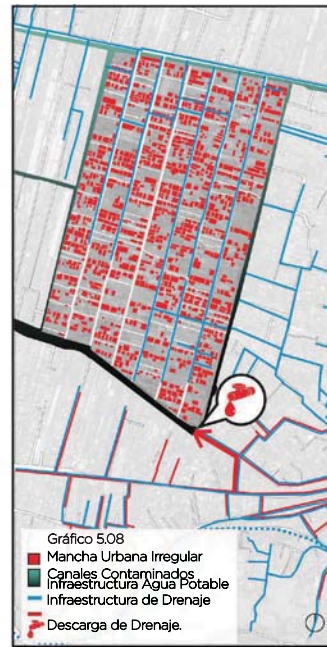 Gráfico 5.08
Mancha Urbana Irregular
Canales Contaminados
Infraestructura Agua Potable
Infraestructura de Drenaje
Descarga de Drenaje.